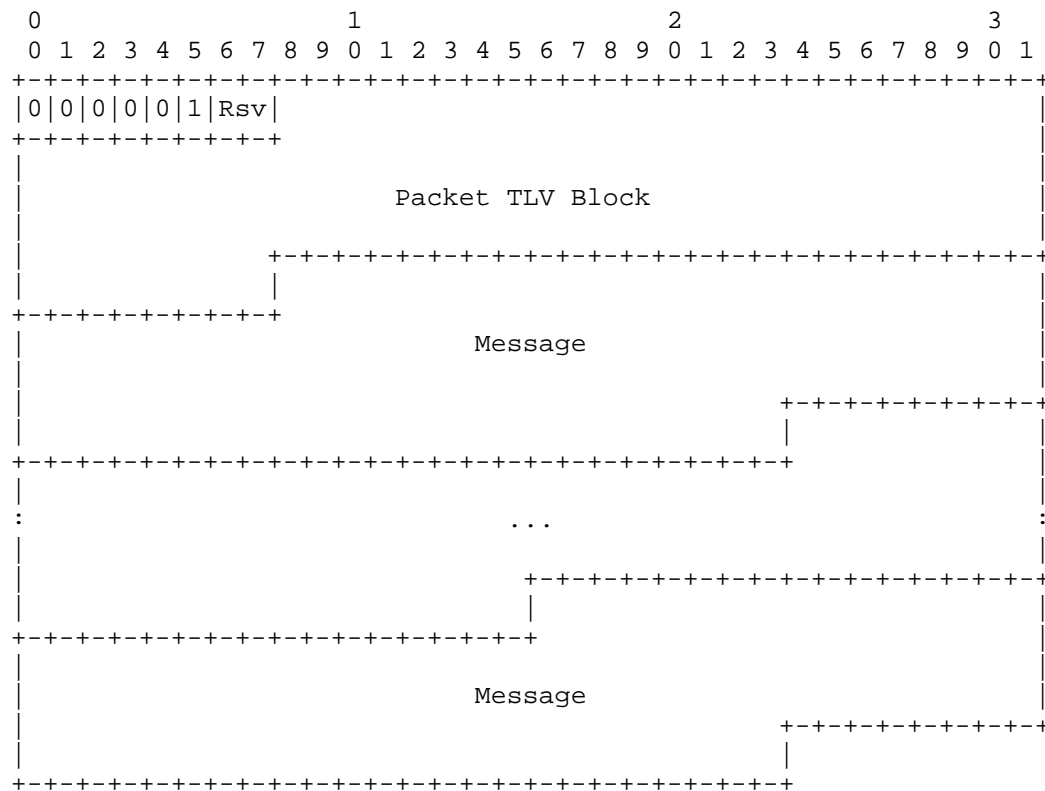 0                   1                   2                   3
 0 1 2 3 4 5 6 7 8 9 0 1 2 3 4 5 6 7 8 9 0 1 2 3 4 5 6 7 8 9 0 1
+-+-+-+-+-+-+-+-+-+-+-+-+-+-+-+-+-+-+-+-+-+-+-+-+-+-+-+-+-+-+-+-+
|0|0|0|0|0|1|Rsv|                                               |
+-+-+-+-+-+-+-+-+                                               |
|                                                               |
|                       Packet TLV Block                        |
|                                                               |
|               +-+-+-+-+-+-+-+-+-+-+-+-+-+-+-+-+-+-+-+-+-+-+-+-+
|               |                                               |
+-+-+-+-+-+-+-+-+                                               |
|                            Message                            |
|                                                               |
|                                               +-+-+-+-+-+-+-+-+
|                                               |               |
+-+-+-+-+-+-+-+-+-+-+-+-+-+-+-+-+-+-+-+-+-+-+-+-+               |
|                                                               |
:                              ...                              :
|                                                               |
|                               +-+-+-+-+-+-+-+-+-+-+-+-+-+-+-+-+
|                               |                               |
+-+-+-+-+-+-+-+-+-+-+-+-+-+-+-+-+                               |
|                                                               |
|                            Message                            |
|                                               +-+-+-+-+-+-+-+-+
|                                               |
+-+-+-+-+-+-+-+-+-+-+-+-+-+-+-+-+-+-+-+-+-+-+-+-+